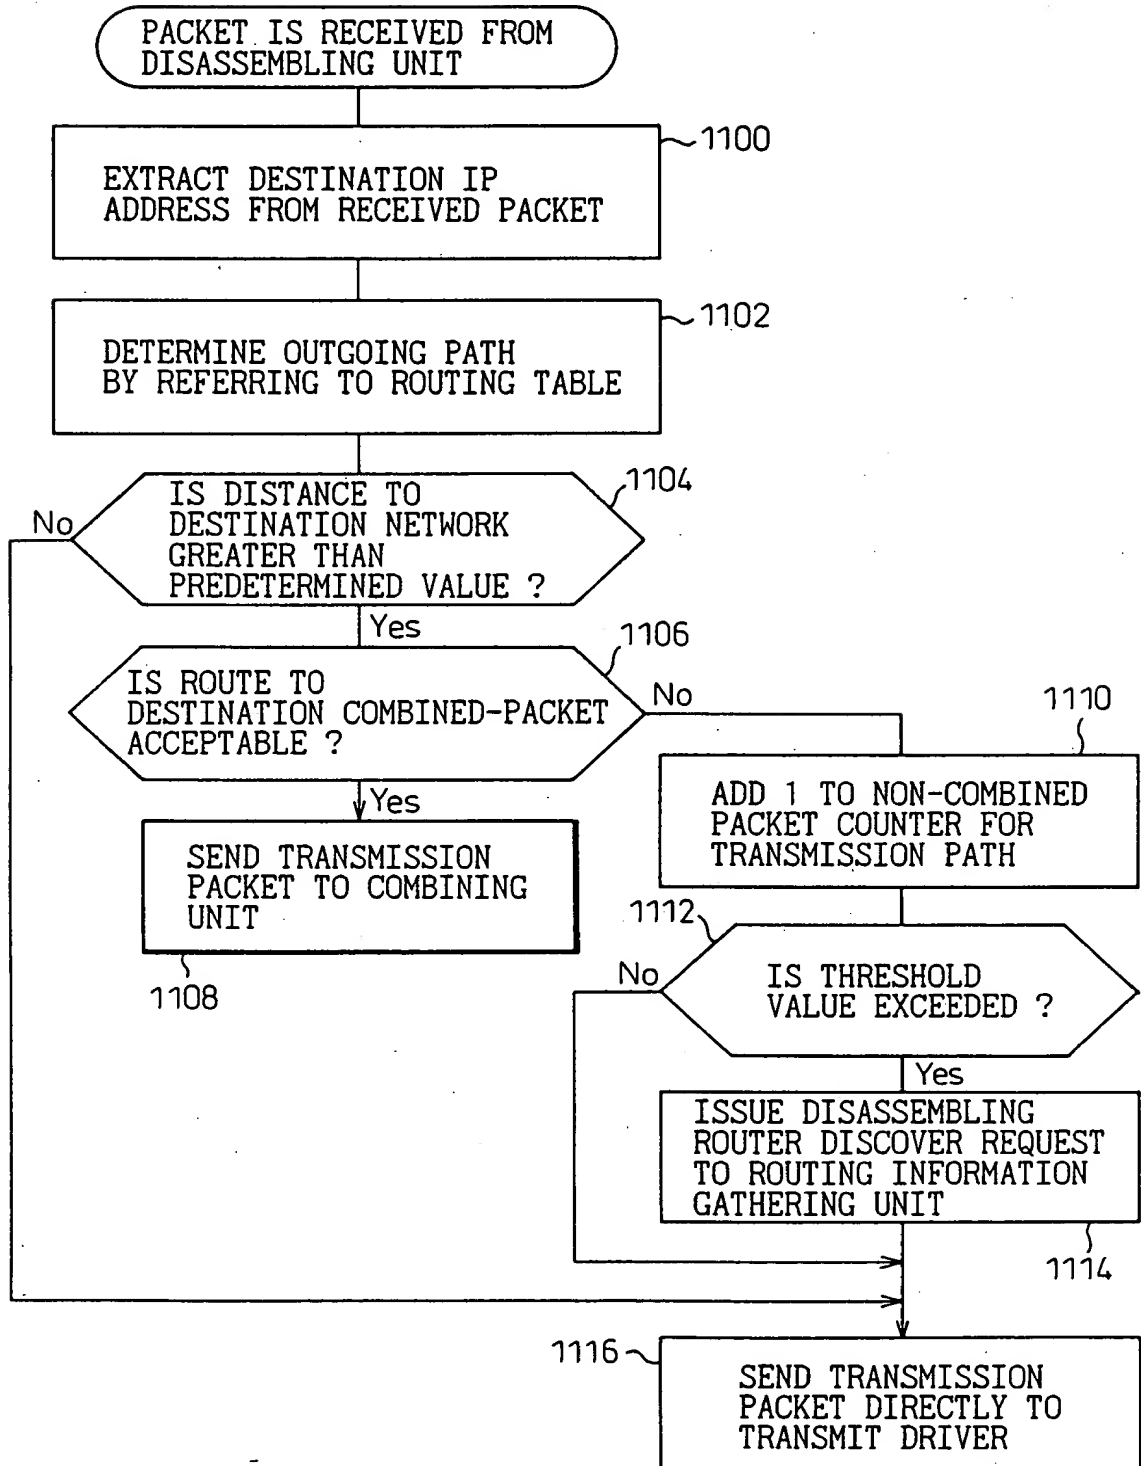 PACKET IS RECEIVED FROM
DISASSEMBLING UNIT
1100
EXTRACT DESTINATION IP
ADDRESS FROM RECEIVED PACKET
1102
DETERMINE OUTGOING PATH
BY REFERRING TO ROUTING TABLE
1104
IS DISTANCE TO
DESTINATION NETWORK
GREATER THAN
PREDETERMINED VALUE ?
No
Yes
1106
IS ROUTE TO
DESTINATION COMBINED-PACKET
ACCEPTABLE ?
No
Yes
1110
ADD 1 TO NON-COMBINED
PACKET COUNTER FOR
TRANSMISSION PATH
SEND TRANSMISSION
PACKET TO COMBINING
UNIT
1108
1112
No
IS THRESHOLD
VALUE EXCEEDED ?
Yes
ISSUE DISASSEMBLING
ROUTER DISCOVER REQUEST
TO ROUTING INFORMATION
GATHERING UNIT
1114
1116
SEND TRANSMISSION
PACKET DIRECTLY TO
TRANSMIT DRIVER